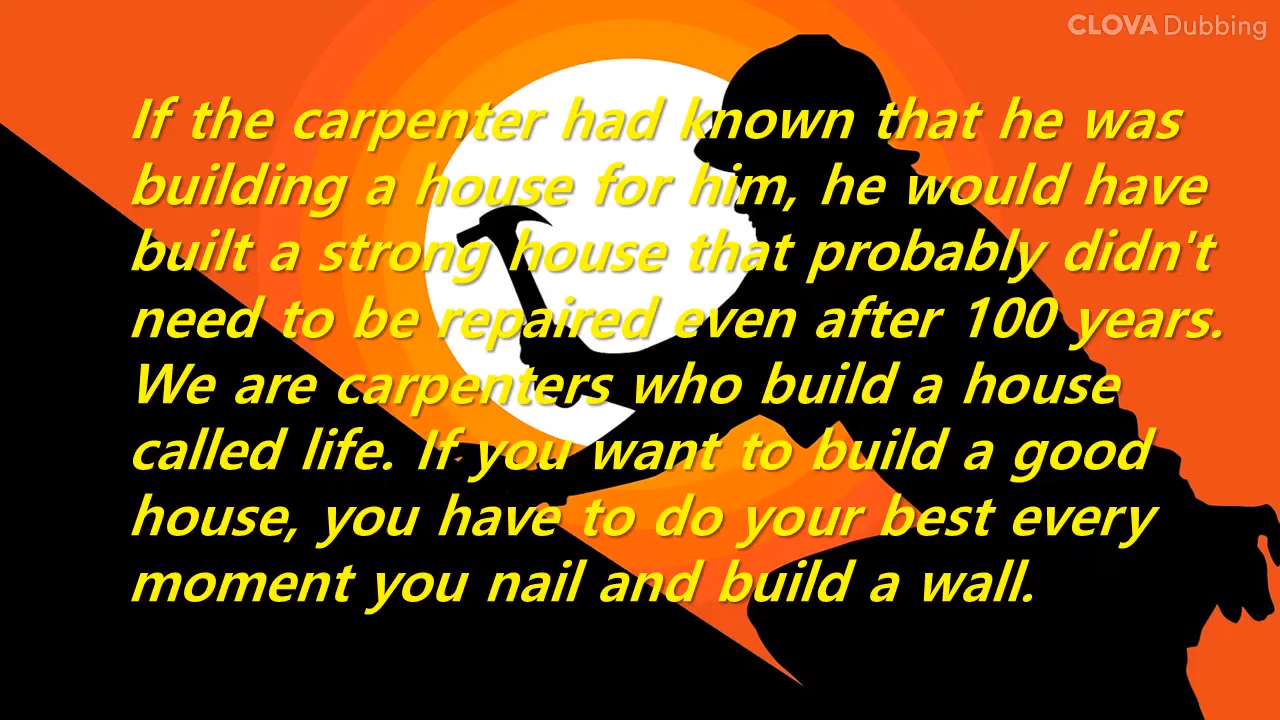 CLOVA Dubbing
If the carpenter had known that he was
building a house for him, he would have
built a strong house that probably didn't
need to be repaired even after 100 years.
We are carpenters who build a house
called life. If you want to build a good
house, you have to do your best every
moment you nail and build a wall.